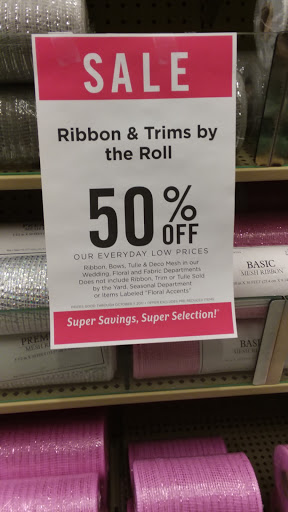 SALE
Ribbon & Trims by
the Roll
50% OFF
OUR EVERYDAY LOW PRICES
Ribbon, Bows, Tulle & Deco Mesh in our
Wedding, Floral and Fabric Departments
Does not include Ribbon, Trim or Tulle Sold
by the Yard, Seasonal Department
or Items Labeled "Floral Accents"
Super Savings, Super Selection!
BASIC
MESH RIBBON